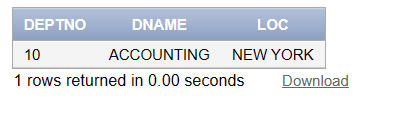 DEPTNO DNAME LOC
10 ACCOUNTING NEW YORK
1 rows returned in 0.00 seconds Download